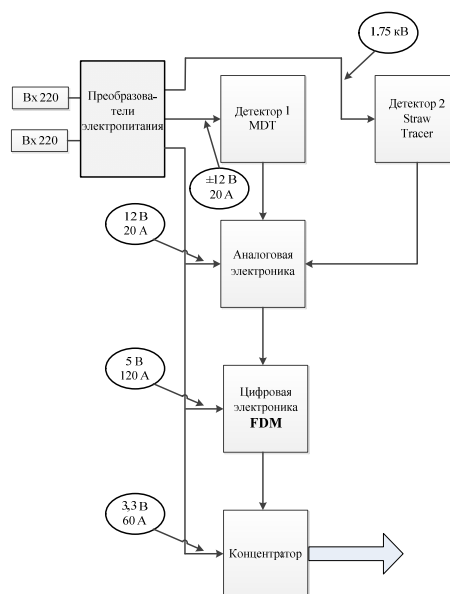 1.75 кВ
Вх 220
Вх 220
Преобразова-
тели
электропитания
Детектор 1
MDT
Детектор 2
Straw
Tracer
±12 В
20 А
12 В
20 А
Аналоговая
электроника
5 В
120 А
Цифровая
электроника
FDM
3,3 В
60 А
Концентратор